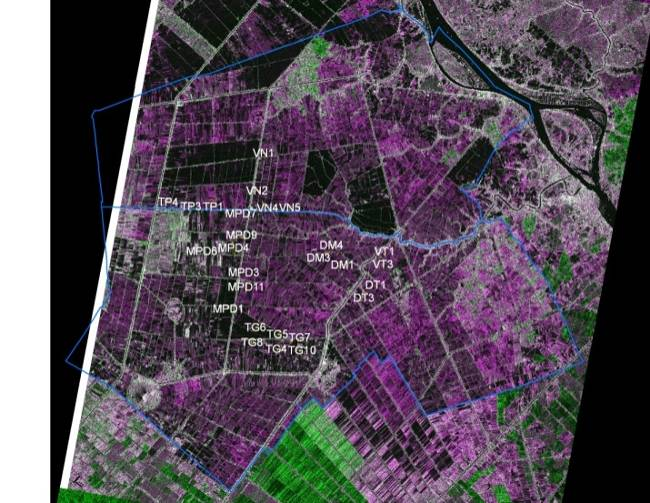 VN1
VN2
TP4 TP3 TP1 VN4 VN5
MPD7
MPD9
MPD4
DM4
VT1
DM3
DM1 VT3
MPD3
MPD11
DT1
DT3
MPD1
TG6
TG5 TG7
TG8
TG4 TG10